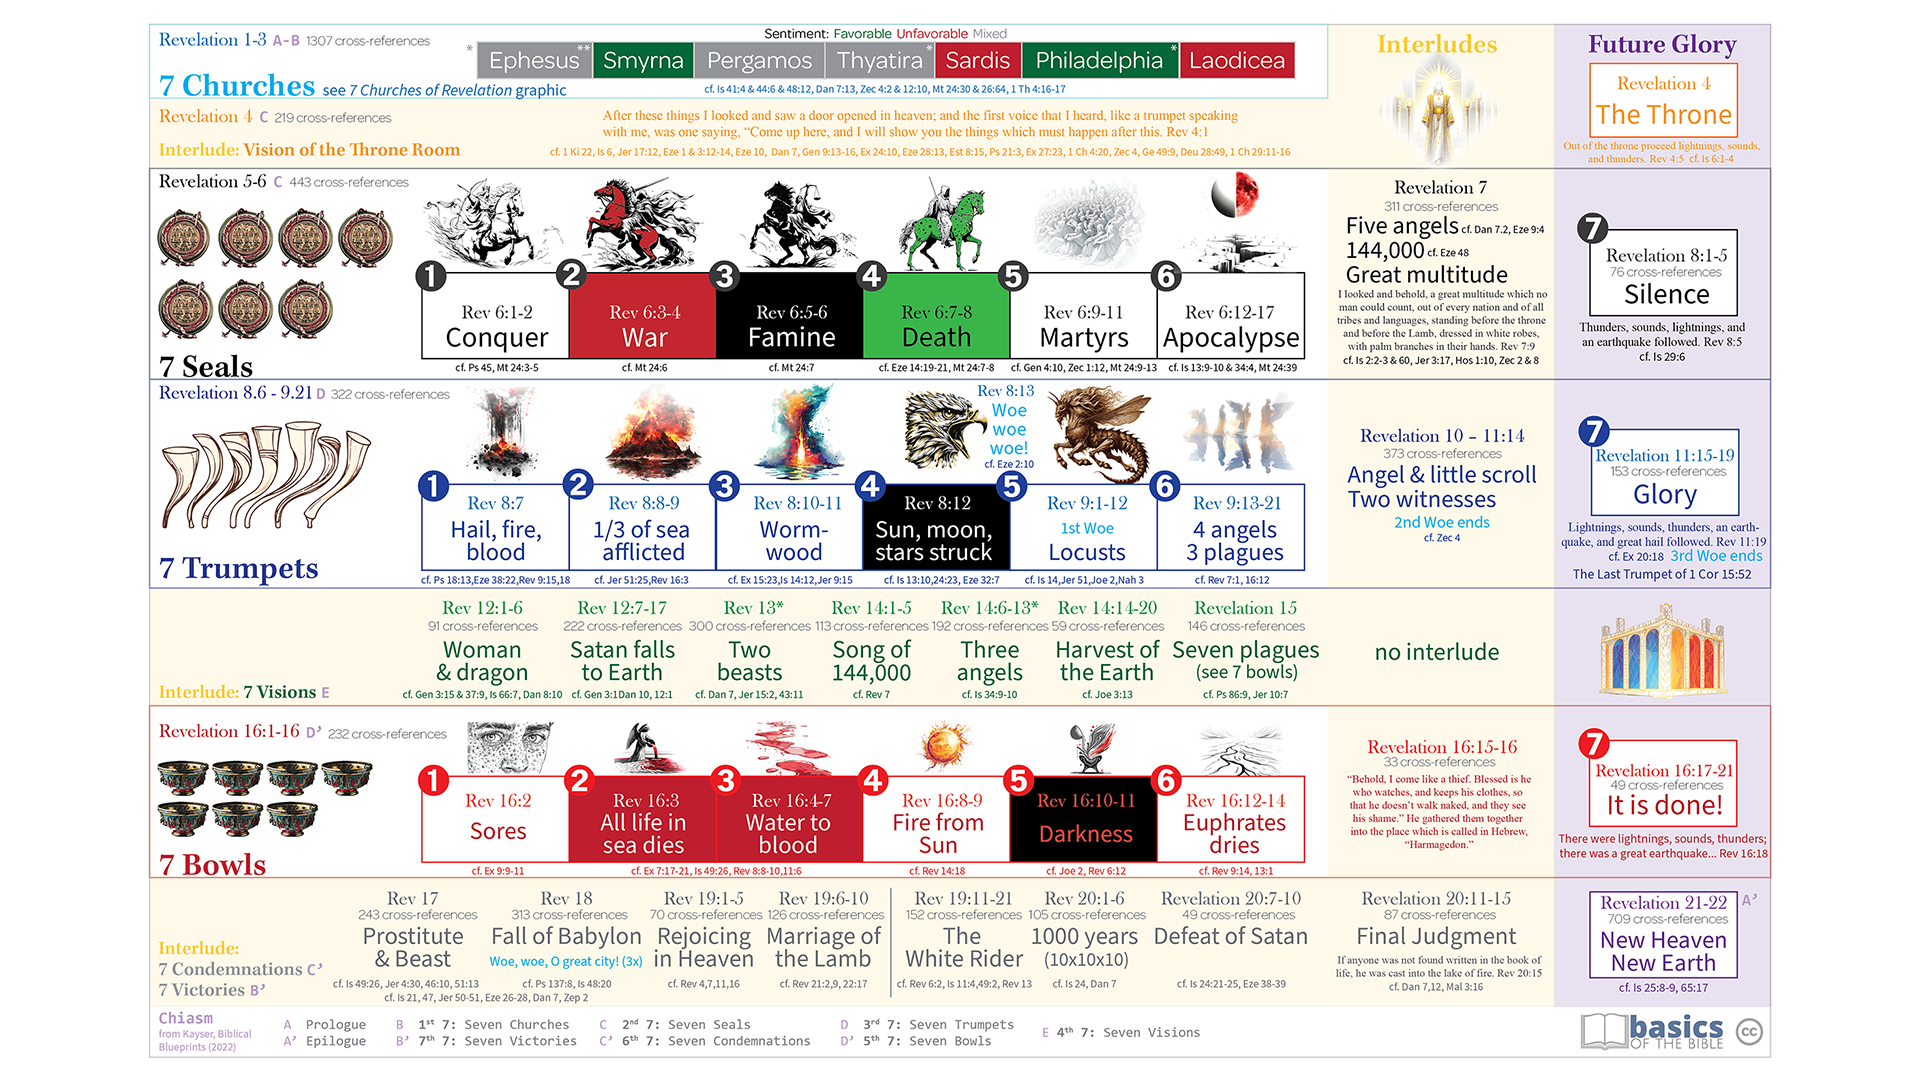 Revelation 1-3 A-B 1307 cross-references
7 Churches see 7 Churches of Revelation graphic
Sentiment: Favorable Unfavorable Mixed
* Ephesus ** Smyrna Pergamos Thyatira * Sardis Philadelphia * Laodicea
cf. Is 41:4 & 44:6 & 48:12, Dan 7:13, Zec 4:2 & 12:10, Mt 24:30 & 26:64, 1 Th 4:16-17
Interludes
Future Glory
Revelation 4
The Throne
Out of the throne proceed lightnings, sounds,
and thunders. Rev 4:5 cf. Is 6:1-4
Revelation 4 C 219 cross-references
Interlude: Vision of the Throne Room
After these things I looked and saw a door opened in heaven; and the first voice that I heard, like a trumpet speaking
with me, was one saying, “Come up here, and I will show you the things which must happen after this. Rev 4:1
cf. 1 Ki 22, Is 6, Jer 17:12, Eze 1 & 3:12-14, Eze 10, Dan 7, Gen 9:13-16, Ex 24:10, Eze 28:13, Est 8:15, Ps 21:3, Ex 27:23, 1 Ch 4:20, Zec 4, Ge 49:9, Deu 28:49, 1 Ch 29:11-16
Revelation 5-6 C 443 cross-references
7 Seals
1
Rev 6:1-2
Conquer
cf. Ps 45, Mt 24:3-5
2
Rev 6:3-4
War
cf. Mt 24:6
3
Rev 6:5-6
Famine
cf. Mt 24:7
4
Rev 6:7-8
Death
cf. Eze 14:19-21, Mt 24:7-8
5
Rev 6:9-11
Martyrs
cf. Gen 4:10, Zec 1:12, Mt 24:9-13
6
Rev 6:12-17
Apocalypse
cf. Is 13:9-10 & 34:4, Mt 24:39
Revelation 7
311 cross-references
Five angels cf. Dan 7.2, Eze 9:4
144,000 cf. Eze 48
Great multitude
I looked and behold, a great multitude which no
man could count, out of every nation and of all
tribes and languages, standing before the throne
and before the Lamb, dressed in white robes,
with palm branches in their hands. Rev 7:9
cf. Is 2:2-3 & 60, Jer 3:17, Hos 1:10, Zec 2 & 8
7
Revelation 8:1-5
76 cross-references
Silence
Thunders, sounds, lightnings, and
an earthquake followed. Rev 8:5
cf. Is 29:6
Revelation 8.6 - 9.21 D 322 cross-references
7 Trumpets
1
Rev 8:7
Hail, fire,
blood
cf. Ps 18:13,Eze 38:22,Rev 9:15,18
2
Rev 8:8-9
1/3 of sea
afflicted
cf. Jer 51:25,Rev 16:3
3
Rev 8:10-11
Worm-
wood
cf. Ex 15:23,Is 14:12,Jer 9:15
4
Rev 8:12
Sun, moon,
stars struck
cf. Is 13:10,24:23, Eze 32:7
Rev 8:13
Woe
woe
woe!
cf. Eze 2:10
5
Rev 9:1-12
1st Woe
Locusts
cf. Is 14,Jer 51,Joe 2,Nah 3
6
Rev 9:13-21
4 angels
3 plagues
cf. Rev 7:1, 16:12
Revelation 10 – 11:14
373 cross-references
Angel & little scroll
Two witnesses
2nd Woe ends
cf. Zec 4
7
Revelation 11:15-19
153 cross-references
Glory
Lightnings, sounds, thunders, an earth-
quake, and great hail followed. Rev 11:19
cf. Ex 20:18 3rd Woe ends
The Last Trumpet of 1 Cor 15:52
Interlude: 7 Visions E
Rev 12:1-6
91 cross-references
Woman
& dragon
cf. Gen 3:15 & 37:9, Is 66:7, Dan 8:10
Rev 12:7-17
222 cross-references
Satan falls
to Earth
cf. Gen 3:1Dan 10, 12:1
Rev 13*
300 cross-references
Two
beasts
cf. Dan 7, Jer 15:2, 43:11
Rev 14:1-5
113 cross-references
Song of
144,000
cf. Rev 7
Rev 14:6-13*
192 cross-references
Three
angels
cf. Is 34:9-10
Rev 14:14-20
59 cross-references
Harvest of
the Earth
cf. Joe 3:13
Revelation 15
146 cross-references
Seven plagues
(see 7 bowls)
cf. Ps 86:9, Jer 10:7
no interlude
Revelation 16:1-16 D’ 232 cross-references
7 Bowls
1
Rev 16:2
Sores
cf. Ex 9:9-11
2
Rev 16:3
All life in
sea dies
3
Rev 16:4-7
Water to
blood
cf. Ex 7:17-21, Is 49:26, Rev 8:8-10,11:6
4
Rev 16:8-9
Fire from
Sun
cf. Rev 14:18
5
Rev 16:10-11
Darkness
cf. Joe 2, Rev 6:12
6
Rev 16:12-14
Euphrates
dries
cf. Rev 9:14, 13:1
Revelation 16:15-16
33 cross-references
“Behold, I come like a thief. Blessed is he
who watches, and keeps his clothes, so
that he doesn’t walk naked, and they see
his shame.” He gathered them together
into the place which is called in Hebrew,
“Harmagedon.”
7
Revelation 16:17-21
49 cross-references
It is done!
There were lightnings, sounds, thunders;
there was a great earthquake... Rev 16:18
Interlude:
7 Condemnations C’
7 Victories B’
Rev 17
243 cross-references
Prostitute
& Beast
cf. Is 49:26, Jer 4:30, 46:10, 51:13
Rev 18
313 cross-references
Fall of Babylon
Woe, woe, O great city! (3x)
cf. Ps 137:8, Is 48:20
cf. Is 21, 47, Jer 50-51, Eze 26-28, Dan 7, Zep 2
Rev 19:1-5
70 cross-references
Rejoicing
in Heaven
cf. Rev 4,7,11,16
Rev 19:6-10
126 cross-references
Marriage of
the Lamb
cf. Rev 21:2,9, 22:17
Rev 19:11-21
152 cross-references
The
White Rider
cf. Rev 6:2, Is 11:4,49:2, Rev 13
Rev 20:1-6
105 cross-references
1000 years
(10x10x10)
cf. Is 24, Dan 7
Revelation 20:7-10
49 cross-references
Defeat of Satan
cf. Is 24:21-25, Eze 38-39
Revelation 20:11-15
87 cross-references
Final Judgment
If anyone was not found written in the book of
life, he was cast into the lake of fire. Rev 20:15
cf. Dan 7,12, Mal 3:16
Revelation 21-22 A’
709 cross-references
New Heaven
New Earth
cf. Is 25:8-9, 65:17
Chiasm
from Kayser, Biblical
Blueprints (2022)
A Prologue
A’ Epilogue
B 1st 7: Seven Churches
B’ 7th 7: Seven Victories
C 2nd 7: Seven Seals
C’ 6th 7: Seven Condemnations
D 3rd 7: Seven Trumpets
D’ 5th 7: Seven Bowls
E 4th 7: Seven Visions
basics
OF THE BIBLE
cc